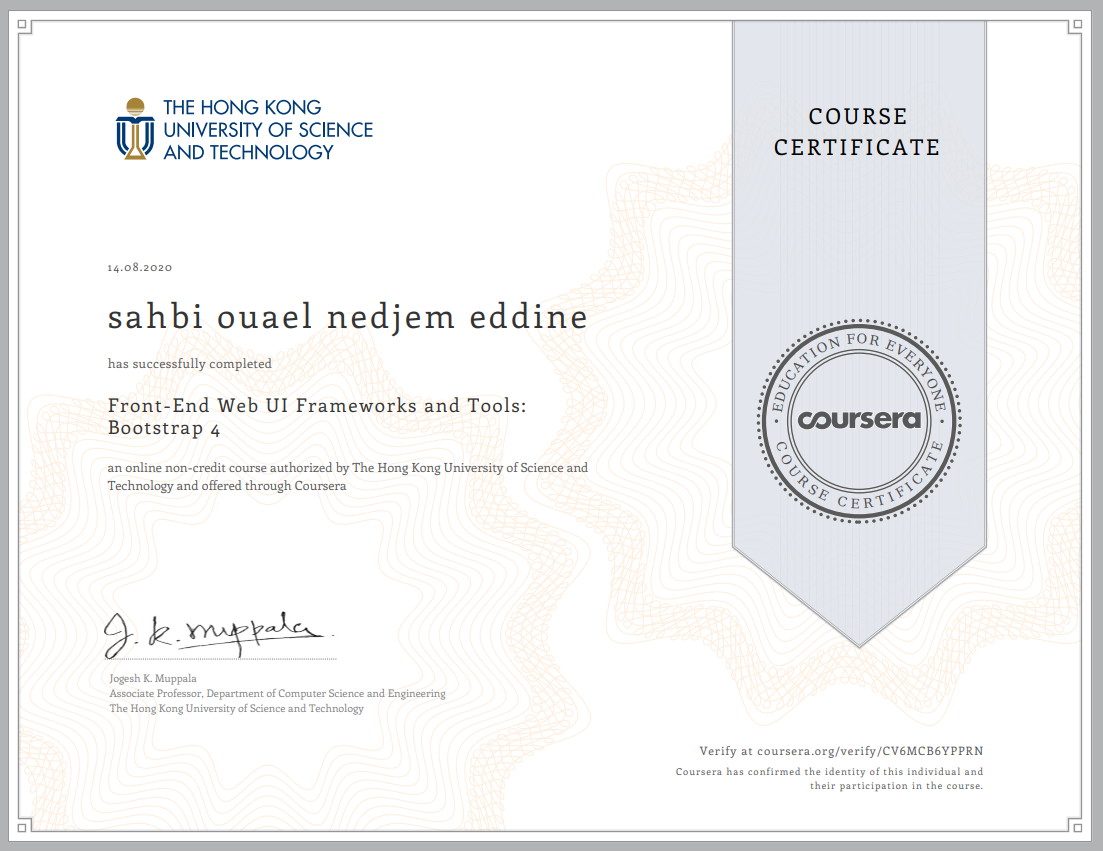 THE HONG KONG
UNIVERSITY OF SCIENCE
AND TECHNOLOGY
COURSE
CERTIFICATE
14.08.2020
sahbi ouael nedjem eddine
has successfully completed
Front-End Web UI Frameworks and Tools:
Bootstrap 4
an online non-credit course authorized by The Hong Kong University of Science and
Technology and offered through Coursera
EDUCATION FOR EVERYONE
coursera
COURSE CERTIFICATE
J. K. Muppala
Jogesh K. Muppala
Associate Professor, Department of Computer Science and Engineering
The Hong Kong University of Science and Technology
Verify at coursera.org/verify/CV6MCB6YPPRN
Coursera has confirmed the identity of this individual and
their participation in the course.